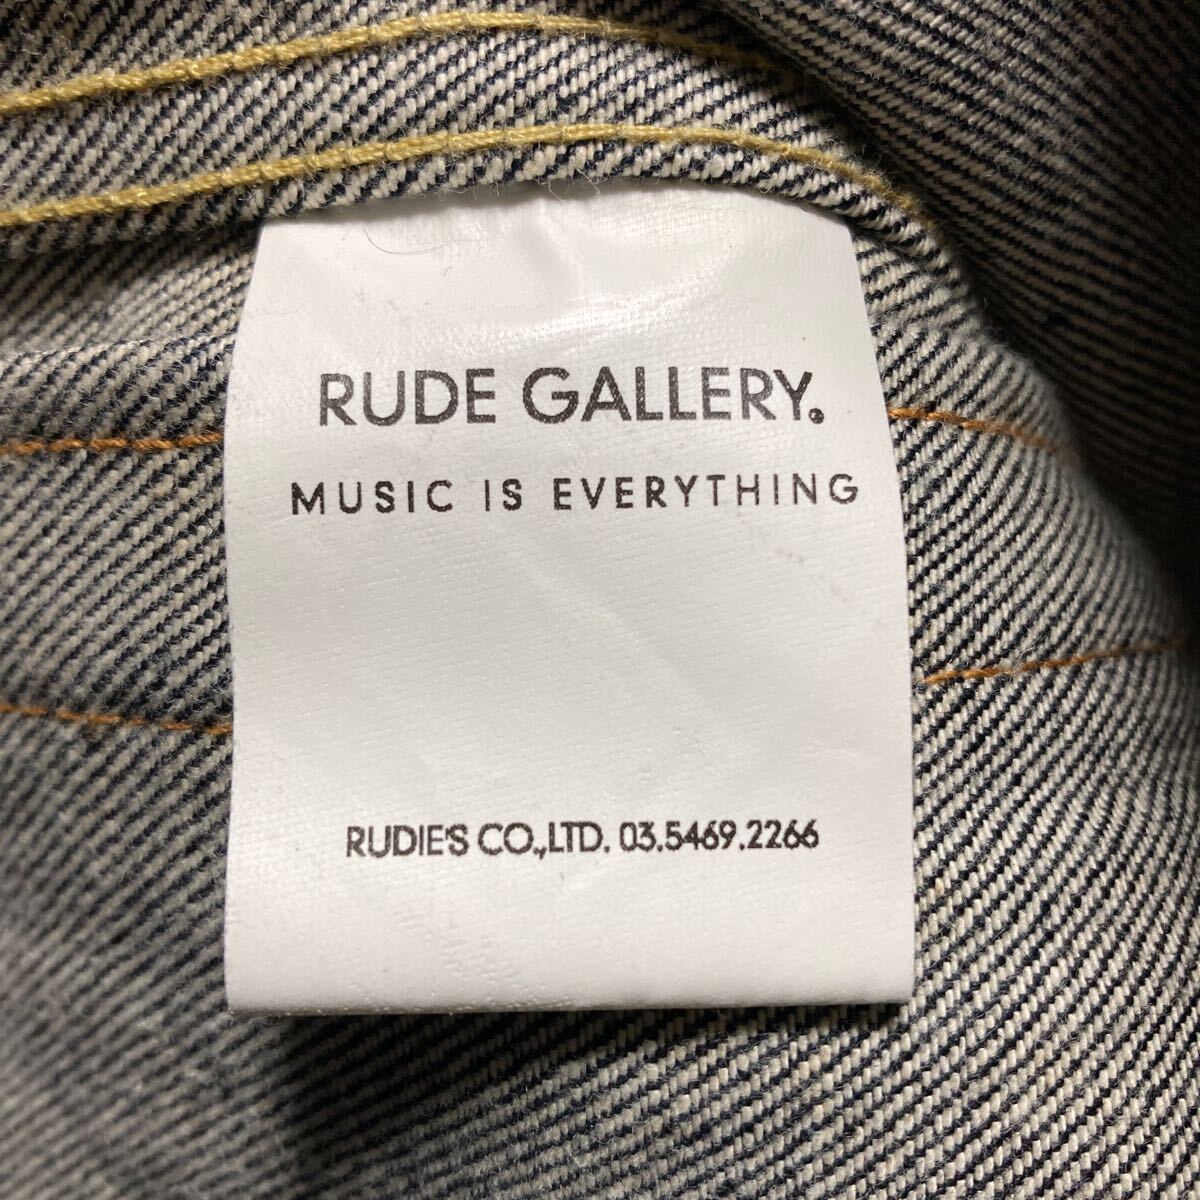 RUDE GALLERY.
MUSIC IS EVERYTHING
RUDIE'S CO.,LTD. 03.5469.2266